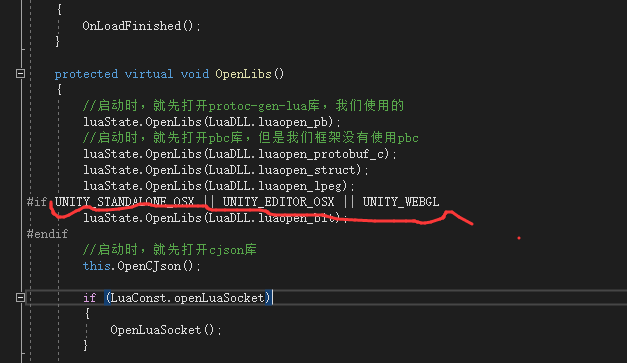 {
OnLoadFinished();
}
protected virtual void OpenLibs()
{
//启动时，就先打开protoc-gen-lua库，我们使用的
luaState.OpenLibs(LuaDLL.luaopen_pb);
//启动时，就先打开pbc库，但是我们框架没有使用pbc
luaState.OpenLibs(LuaDLL.luaopen_protobuf_c);
luaState.OpenLibs(LuaDLL.luaopen_struct);
luaState.OpenLibs(LuaDLL.luaopen_lpeg);
#if UNITY_STANDALONE_OSX || UNITY_EDITOR_OSX || UNITY_WEBGL
luaState.OpenLibs(LuaDLL.luaopen_bit);
#endif
//启动时，就先打开cjson库
this.OpenCJson();
if (LuaConst.openLuaSocket)
{
OpenLuaSocket();
}